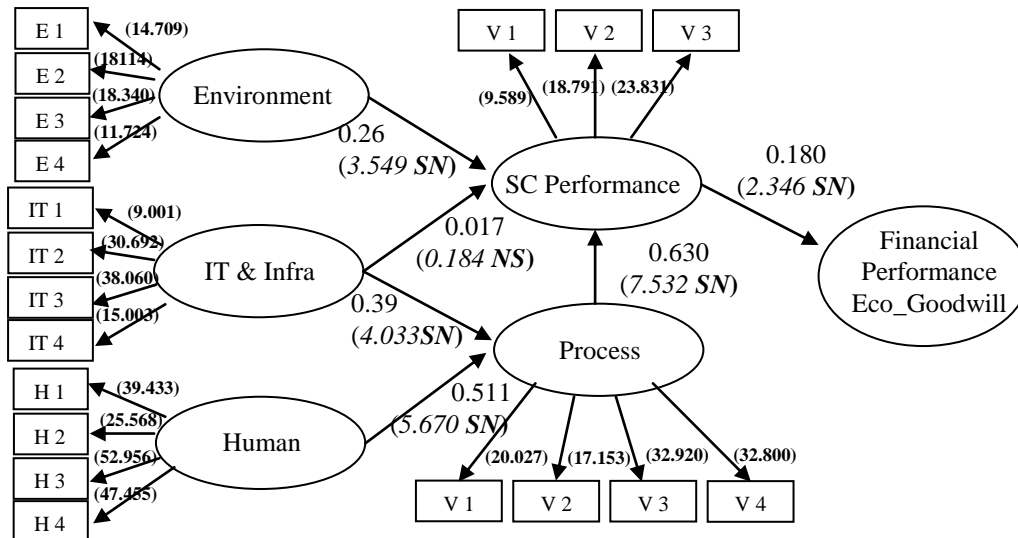 E 1
E 2
E 3
E 4
(14.709)
(18114)
(18.340)
(11.724)
Environment
0.26
(3.549 SN)
IT 1
IT 2
IT 3
IT 4
(9.001)
(30.692)
(38.060)
(15.003)
IT & Infra
0.017
(0.184 NS)
0.39
(4.033SN)
H 1
H 2
H 3
H 4
(39.433)
(25.568)
(52.956)
(47.455)
Human
0.511
(5.670 SN)
V 1
V 2
V 3
(9.589)
(18.791)
(23.831)
SC Performance
0.180
(2.346 SN)
0.630
(7.532 SN)
Financial
Performance
Eco_Goodwill
Process
(20.027)
(17.153)
(32.920)
(32.800)
V 1
V 2
V 3
V 4